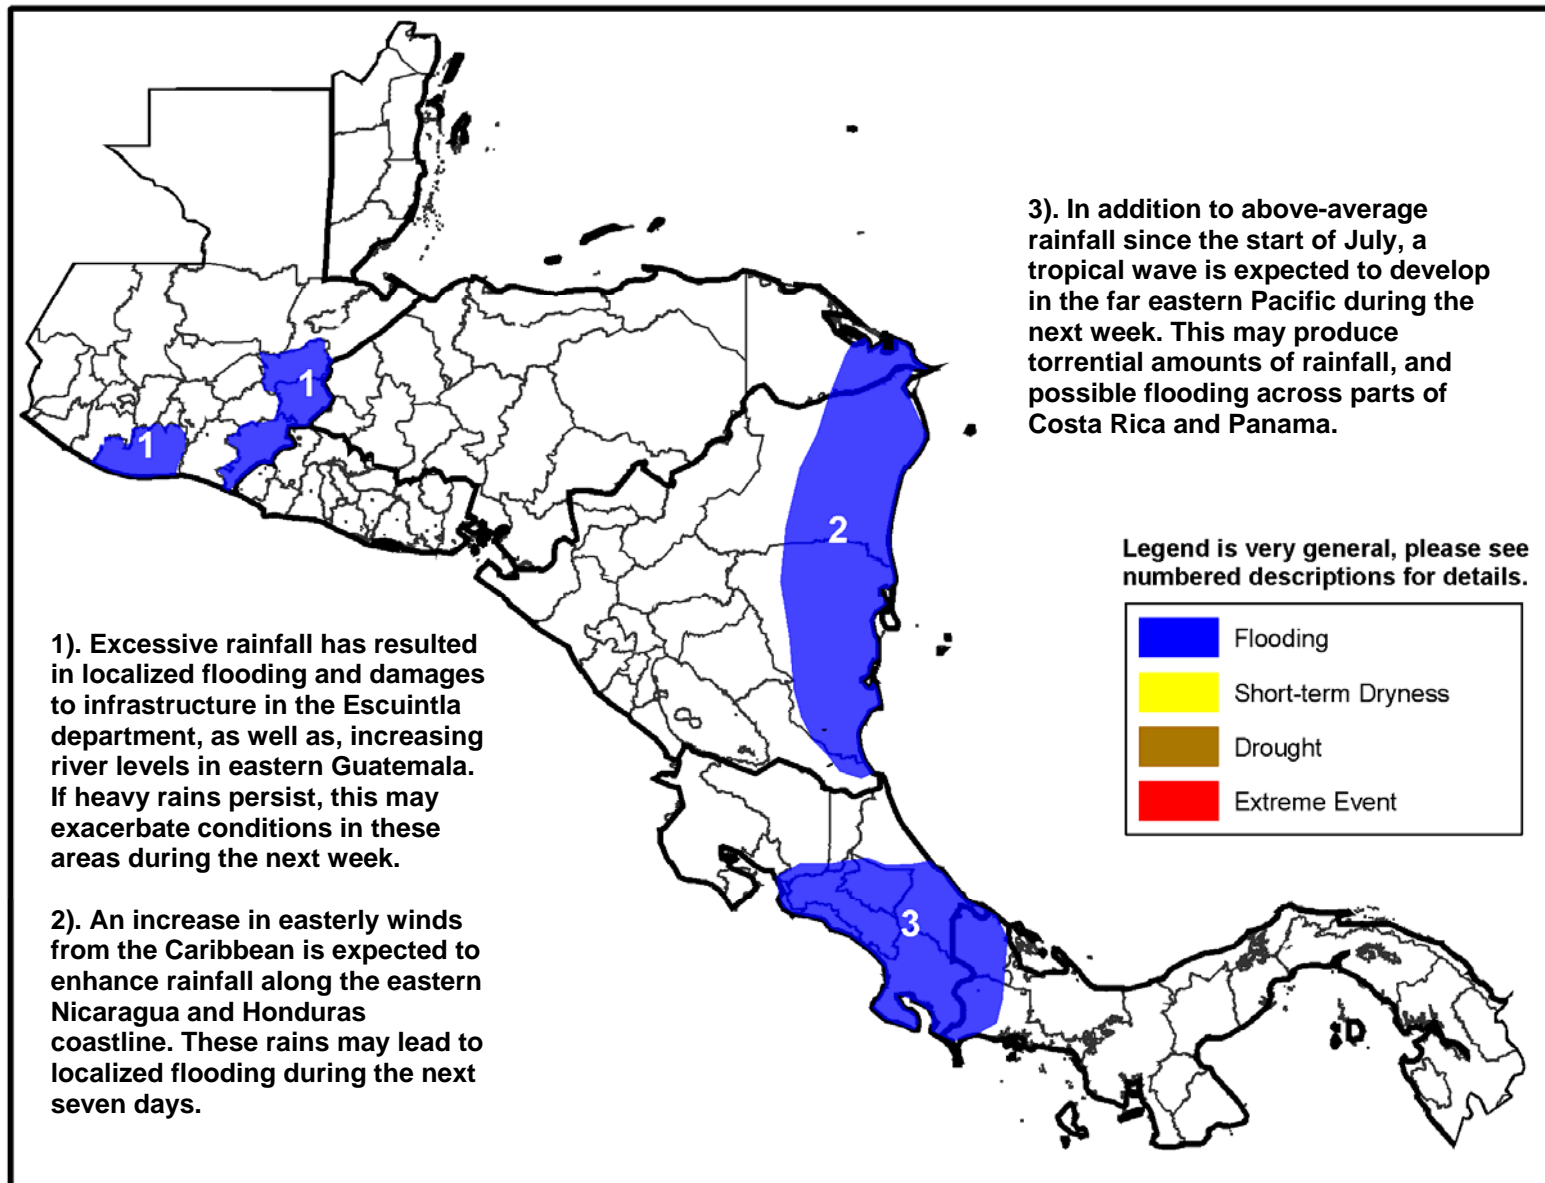 3). In addition to above-average
rainfall since the start of July, a
tropical wave is expected to develop
in the far eastern Pacific during the
next week. This may produce
torrential amounts of rainfall, and
possible flooding across parts of
Costa Rica and Panama.
1
1
2
Legend is very general, please see
numbered descriptions for details.
Flooding
Short-term Dryness
Drought
Extreme Event
1). Excessive rainfall has resulted
in localized flooding and damages
to infrastructure in the Escuintla
department, as well as, increasing
river levels in eastern Guatemala.
If heavy rains persist, this may
exacerbate conditions in these
areas during the next week.
2). An increase in easterly winds
from the Caribbean is expected to
enhance rainfall along the eastern
Nicaragua and Honduras
coastline. These rains may lead to
localized flooding during the next
seven days.
3